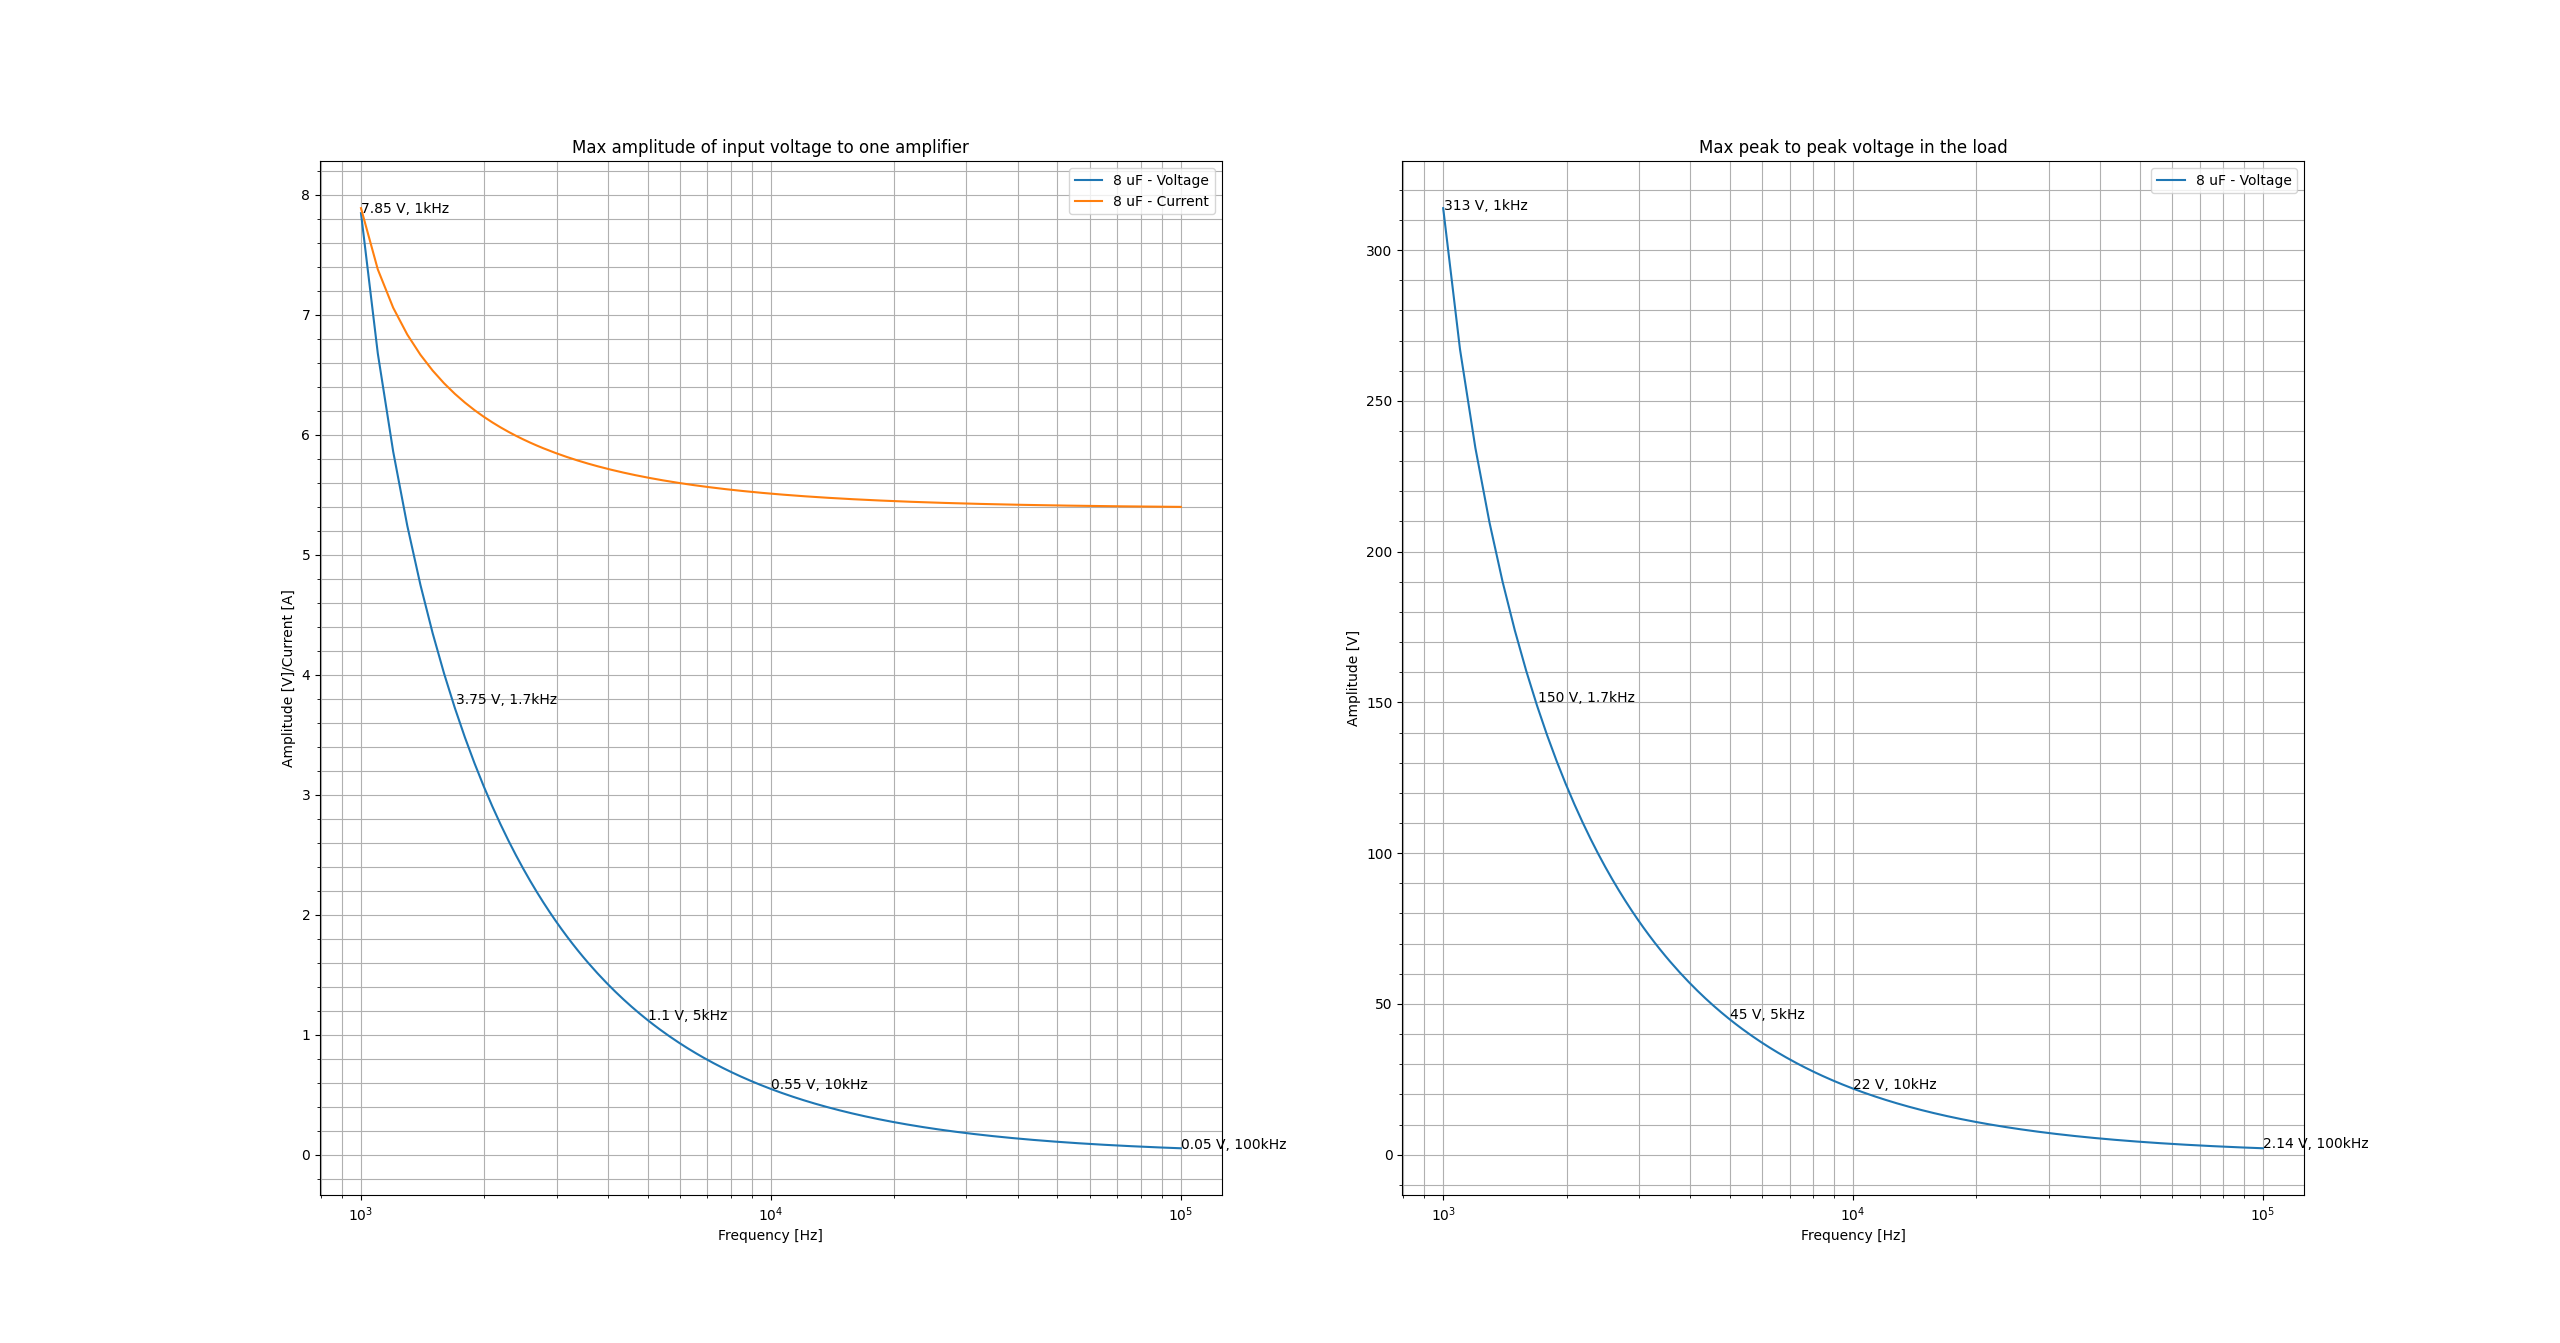 Max amplitude of input voltage to one amplifier
8 uF - Voltage
8 uF - Current
7.85 V, 1kHz
3.75 V, 1.7kHz
1.1 V, 5kHz
0.55 V, 10kHz
0.05 V, 100kHz
8
7
6
5
4
3
2
1
0
Amplitude [V]/Current [A]
10³
10⁴
10⁵
Frequency [Hz]
Max peak to peak voltage in the load
8 uF - Voltage
313 V, 1kHz
150 V, 1.7kHz
45 V, 5kHz
22 V, 10kHz
2.14 V, 100kHz
300
250
200
150
100
50
0
Amplitude [V]
10³
10⁴
10⁵
Frequency [Hz]